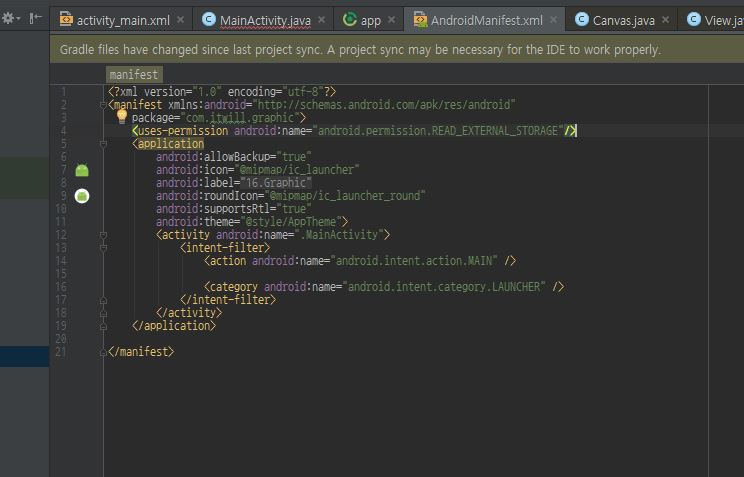 activity_main.xml × MainActivity.java × app × AndroidManifest.xml × Canvas.java × View.ja
Gradle files have changed since last project sync. A project sync may be necessary for the IDE to work properly.
manifest
1 <?xml version="1.0" encoding="utf-8"?>
2 <manifest xmlns:android="http://schemas.android.com/apk/res/android"
3 package="com.itwill.graphic">
4 <uses-permission android:name="android.permission.READ_EXTERNAL_STORAGE"/>
5 <application
6 android:allowBackup="true"
7 android:icon="@mipmap/ic_launcher"
8 android:label="16.Graphic"
9 android:roundIcon="@mipmap/ic_launcher_round"
10 android:supportsRtl="true"
11 android:theme="@style/AppTheme">
12 <activity android:name=".MainActivity">
13 <intent-filter>
14 <action android:name="android.intent.action.MAIN" />
15
16 <category android:name="android.intent.category.LAUNCHER" />
17 </intent-filter>
18 </activity>
19 </application>
20
21 </manifest>